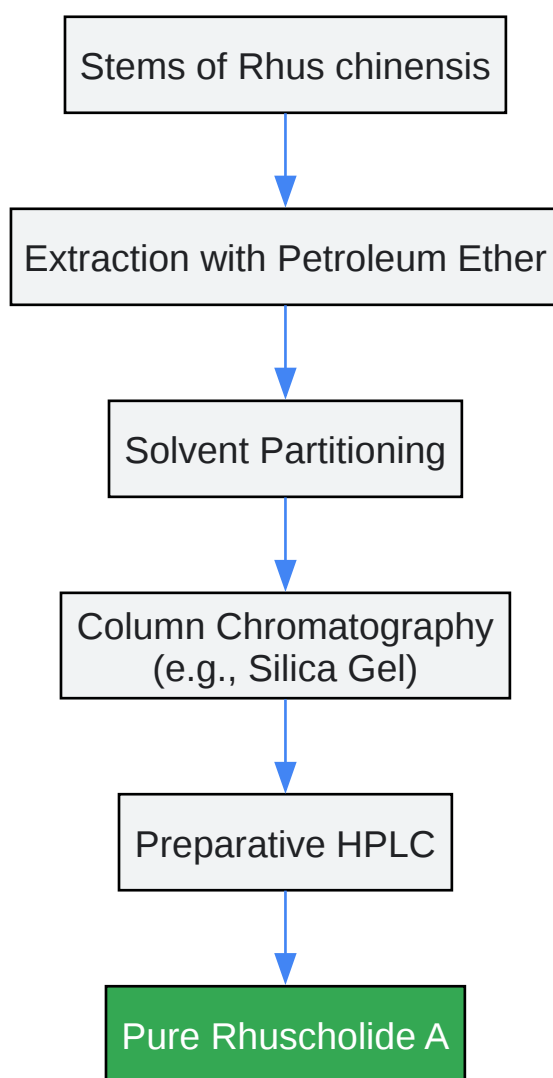 Stems of Rhus chinensis
Extraction with Petroleum Ether
Solvent Partitioning
Column Chromatography
(e.g., Silica Gel)
Preparative HPLC
Pure Rhuscholide A